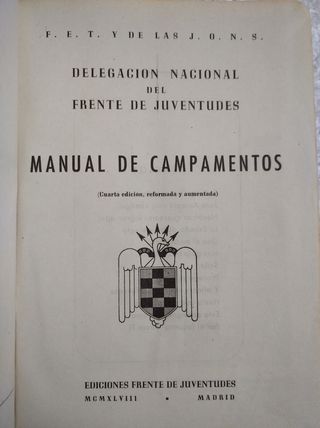 F. E. T. Y DE LAS J. O. N. S.
DELEGACION NACIONAL
DEL
FRENTE DE JUVENTUDES
MANUAL DE CAMPAMENTOS
(Cuarta edición, reformada y aumentada)
EDICIONES FRENTE DE JUVENTUDES
MCMXLVIII • MADRID